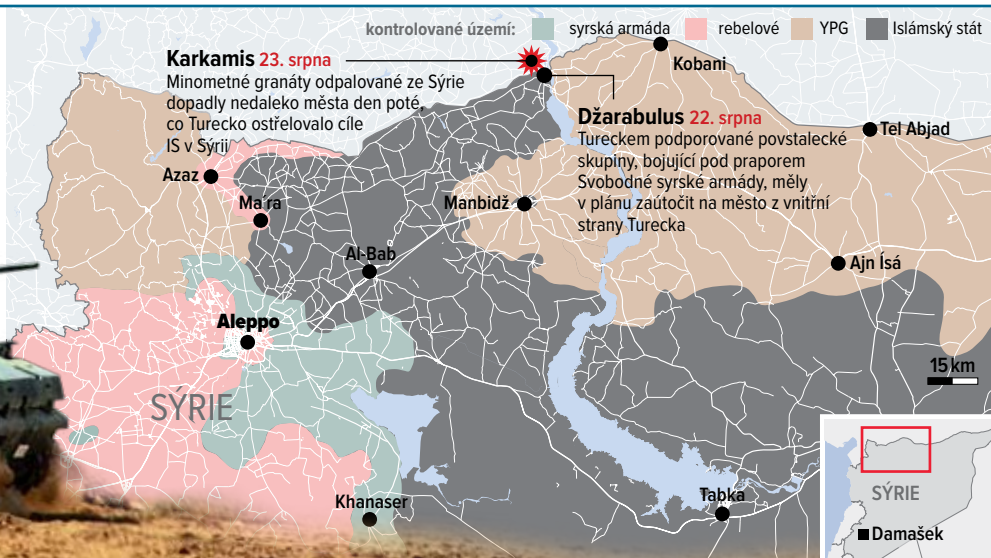 kontrolované území: syrská armáda rebelové YPG Islámský stát
Karkamis 23. srpna
Minometné granáty odpalované ze Sýrie
dopadly nedaleko města den poté,
co Turecko ostřelovalo cíle
IS v Sýrii
Kobani
Džarabulus 22. srpna
Tureckem podporované povstalecké
skupiny, bojující pod praporem
Svobodné syrské armády, měly
v plánu zaútočit na město z vnitřní
strany Turecka
Tel Abjad
Azaz
Ma'ra
Manbidž
Al-Bab
Ajn Ísá
Aleppo
15 km
SÝRIE
Khanaser
Tabka
SÝRIE
Damašek